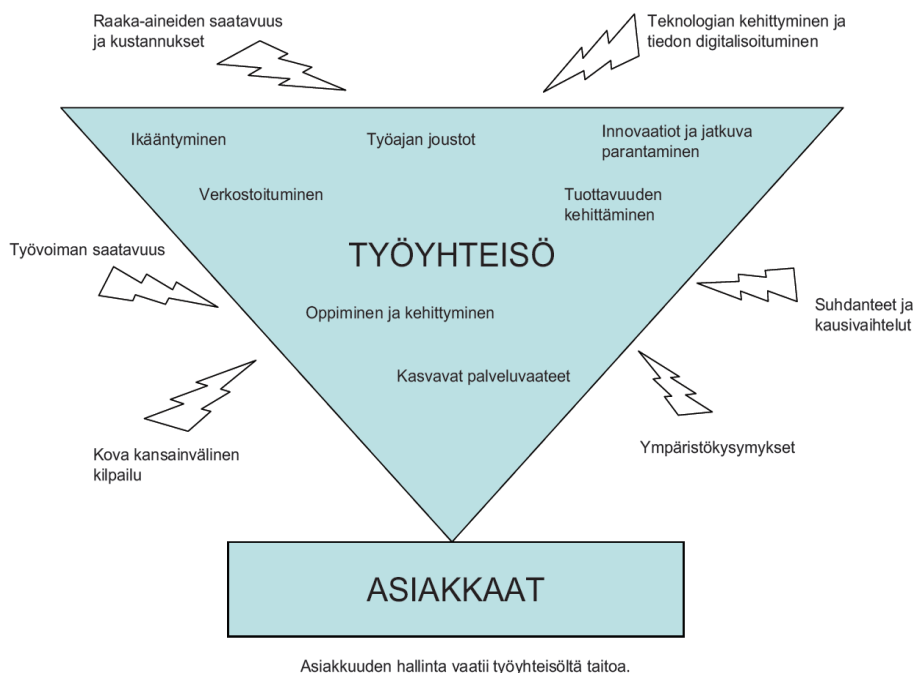 Raaka-aineiden saatavuus
ja kustannukset
Teknologian kehittyminen ja
tiedon digitalisoituminen
Ikääntyminen
Työajan joustot
Innovaatiot ja jatkuva
parantaminen
Verkostoituminen
Tuottavuuden
kehittäminen
Työvoiman saatavuus
TYÖYHTEISÖ
Suhdanteet ja
kausivaihtelut
Oppiminen ja kehittyminen
Kasvavat palveluvaateet
Kova kansainvälinen
kilpailu
Ympäristökysymykset
ASIAKKAAT
Asiakkuuden hallinta vaatii työyhteisöltä taitoa.